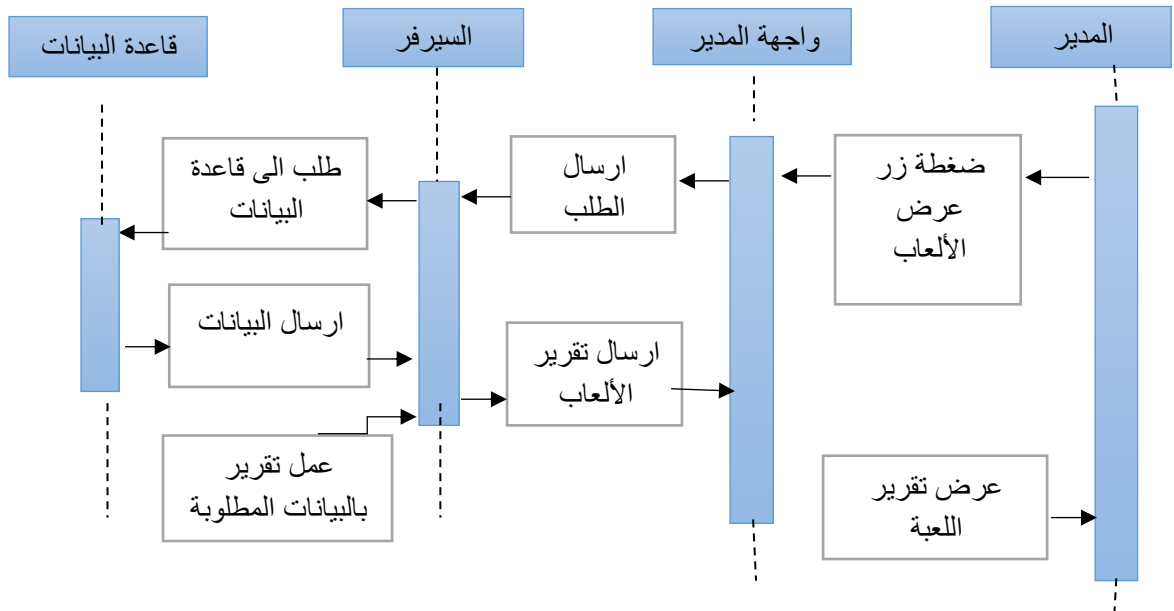 المدير
واجهة المدير
السيرفر
قاعدة البيانات
ضغطة زر
عرض
الألعاب
ارسال
الطلب
طلب الى قاعدة
البيانات
ارسال البيانات
ارسال تقرير
الألعاب
عمل تقرير
بالبيانات المطلوبة
عرض تقرير
اللعبة